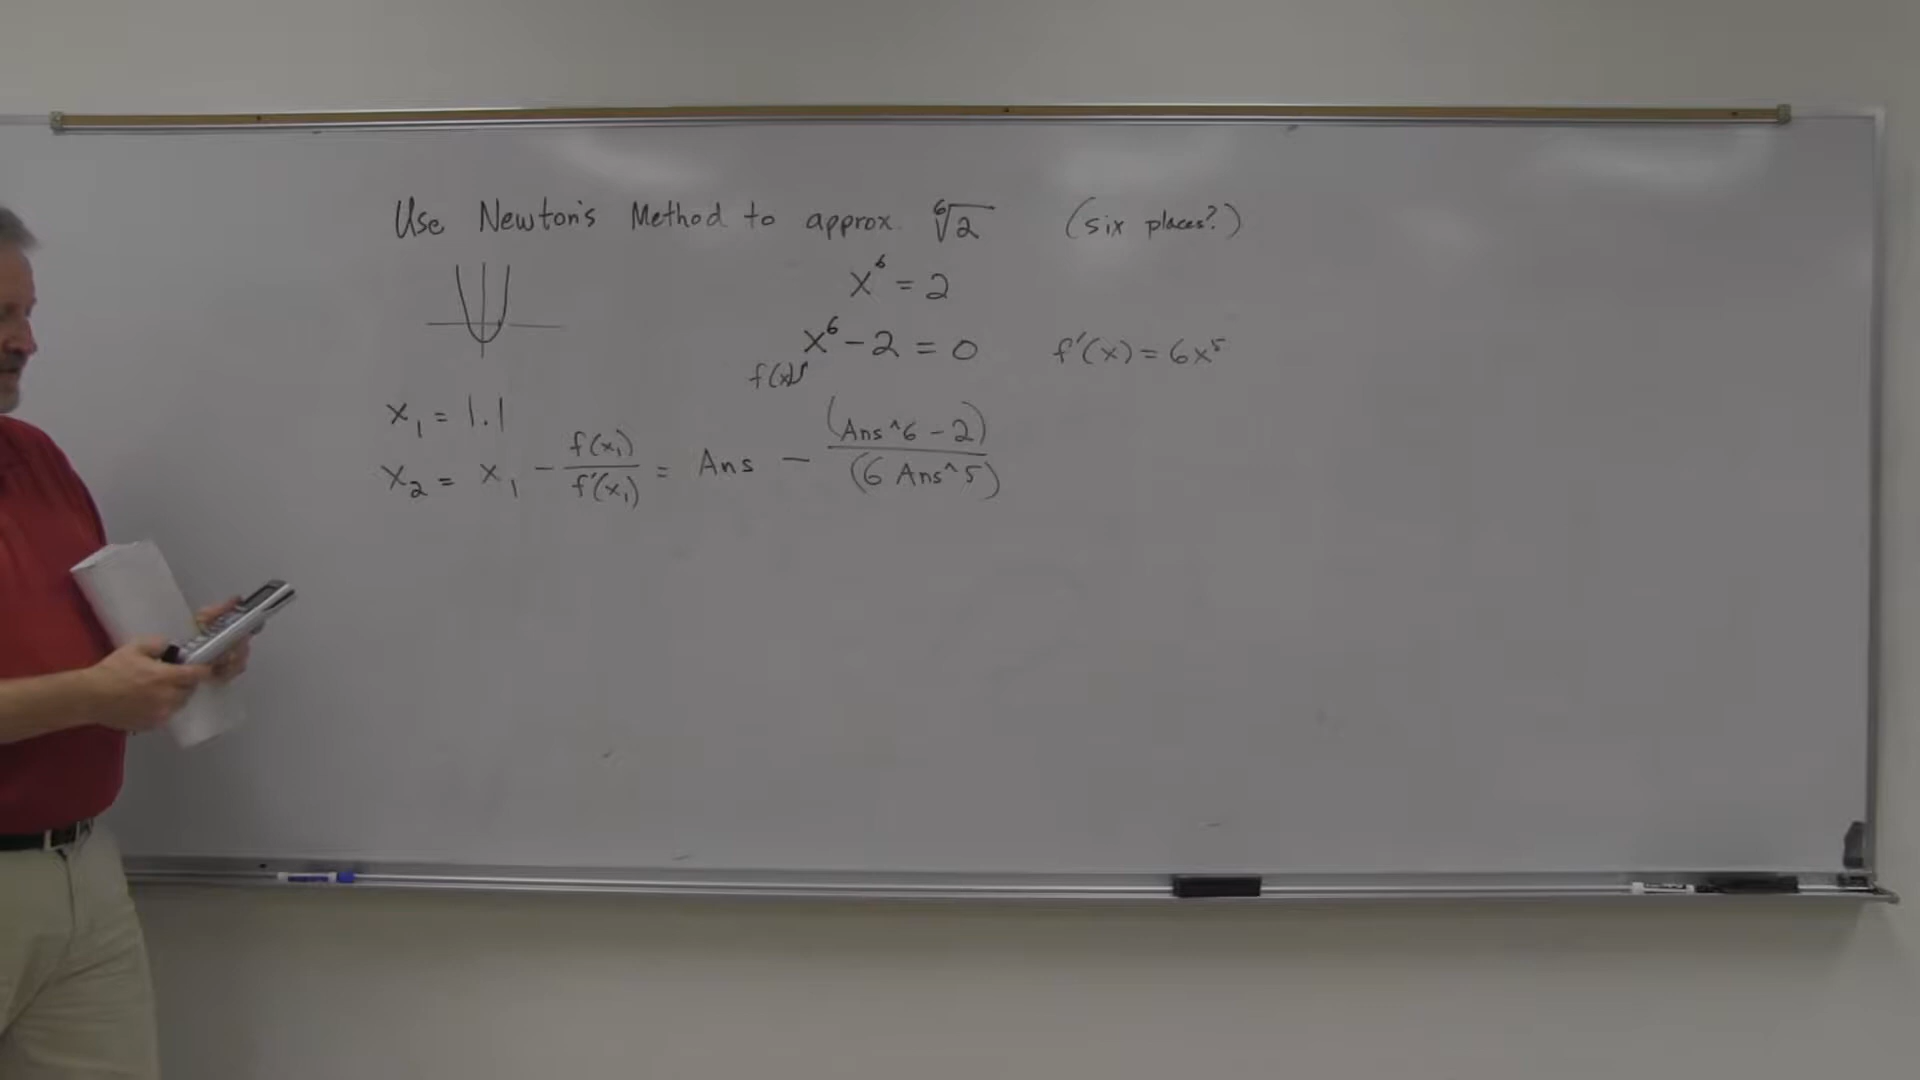 Use Newton's Method to approx. ⁶√2 (six places?)
x⁶ = 2
x⁶ - 2 = 0 f'(x) = 6x⁵
f(x)
x₁ = 1.1
x₂ = x₁ - f(x₁)/f'(x₁) = Ans - (Ans^6 - 2)/(6 Ans^5)